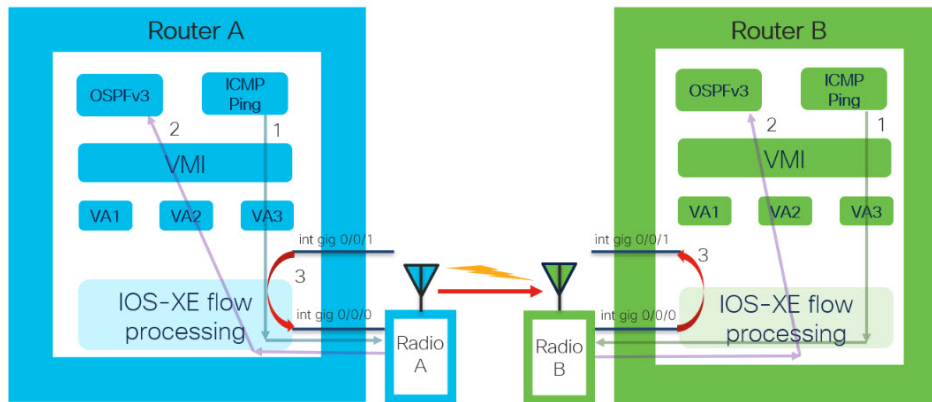 Router A
OSPFv3
ICMP
Ping
2
1
VMI
VA1
VA2
VA3
int gig 0/0/1
3
IOS-XE flow
processing
int gig 0/0/0
Radio
A
Router B
OSPFv3
ICMP
Ping
2
1
VMI
VA1
VA2
VA3
int gig 0/0/1
3
IOS-XE flow
processing
int gig 0/0/0
Radio
B